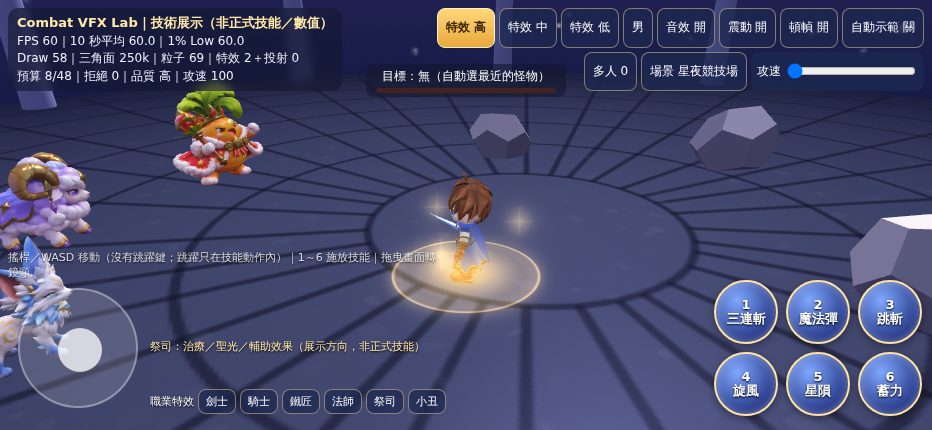 Combat VFX Lab｜技術展示（非正式技能／數值）
FPS 60｜10 秒平均 60.0｜1% Low 60.0
Draw 58｜三角面 250k｜粒子 69｜特效 2＋投射 0
預算 8/48｜拒絕 0｜品質 高｜攻速 100
特效 高
特效 中
特效 低
男
音效 開
震動 開
頓幀 開
自動示範 關
多人 0
場景 星夜競技場
攻速
目標：無（自動選最近的怪物）
搖桿／WASD 移動（沒有跳躍鍵；跳躍只在技能動作內）｜1~6 施放技能｜拖曳畫面轉
鏡頭
祭司：治療／聖光／輔助效果（展示方向，非正式技能）
職業特效
劍士
騎士
鐵匠
法師
祭司
小丑
1
三連斬
2
魔法彈
3
跳斬
4
旋風
5
星隕
6
蓄力